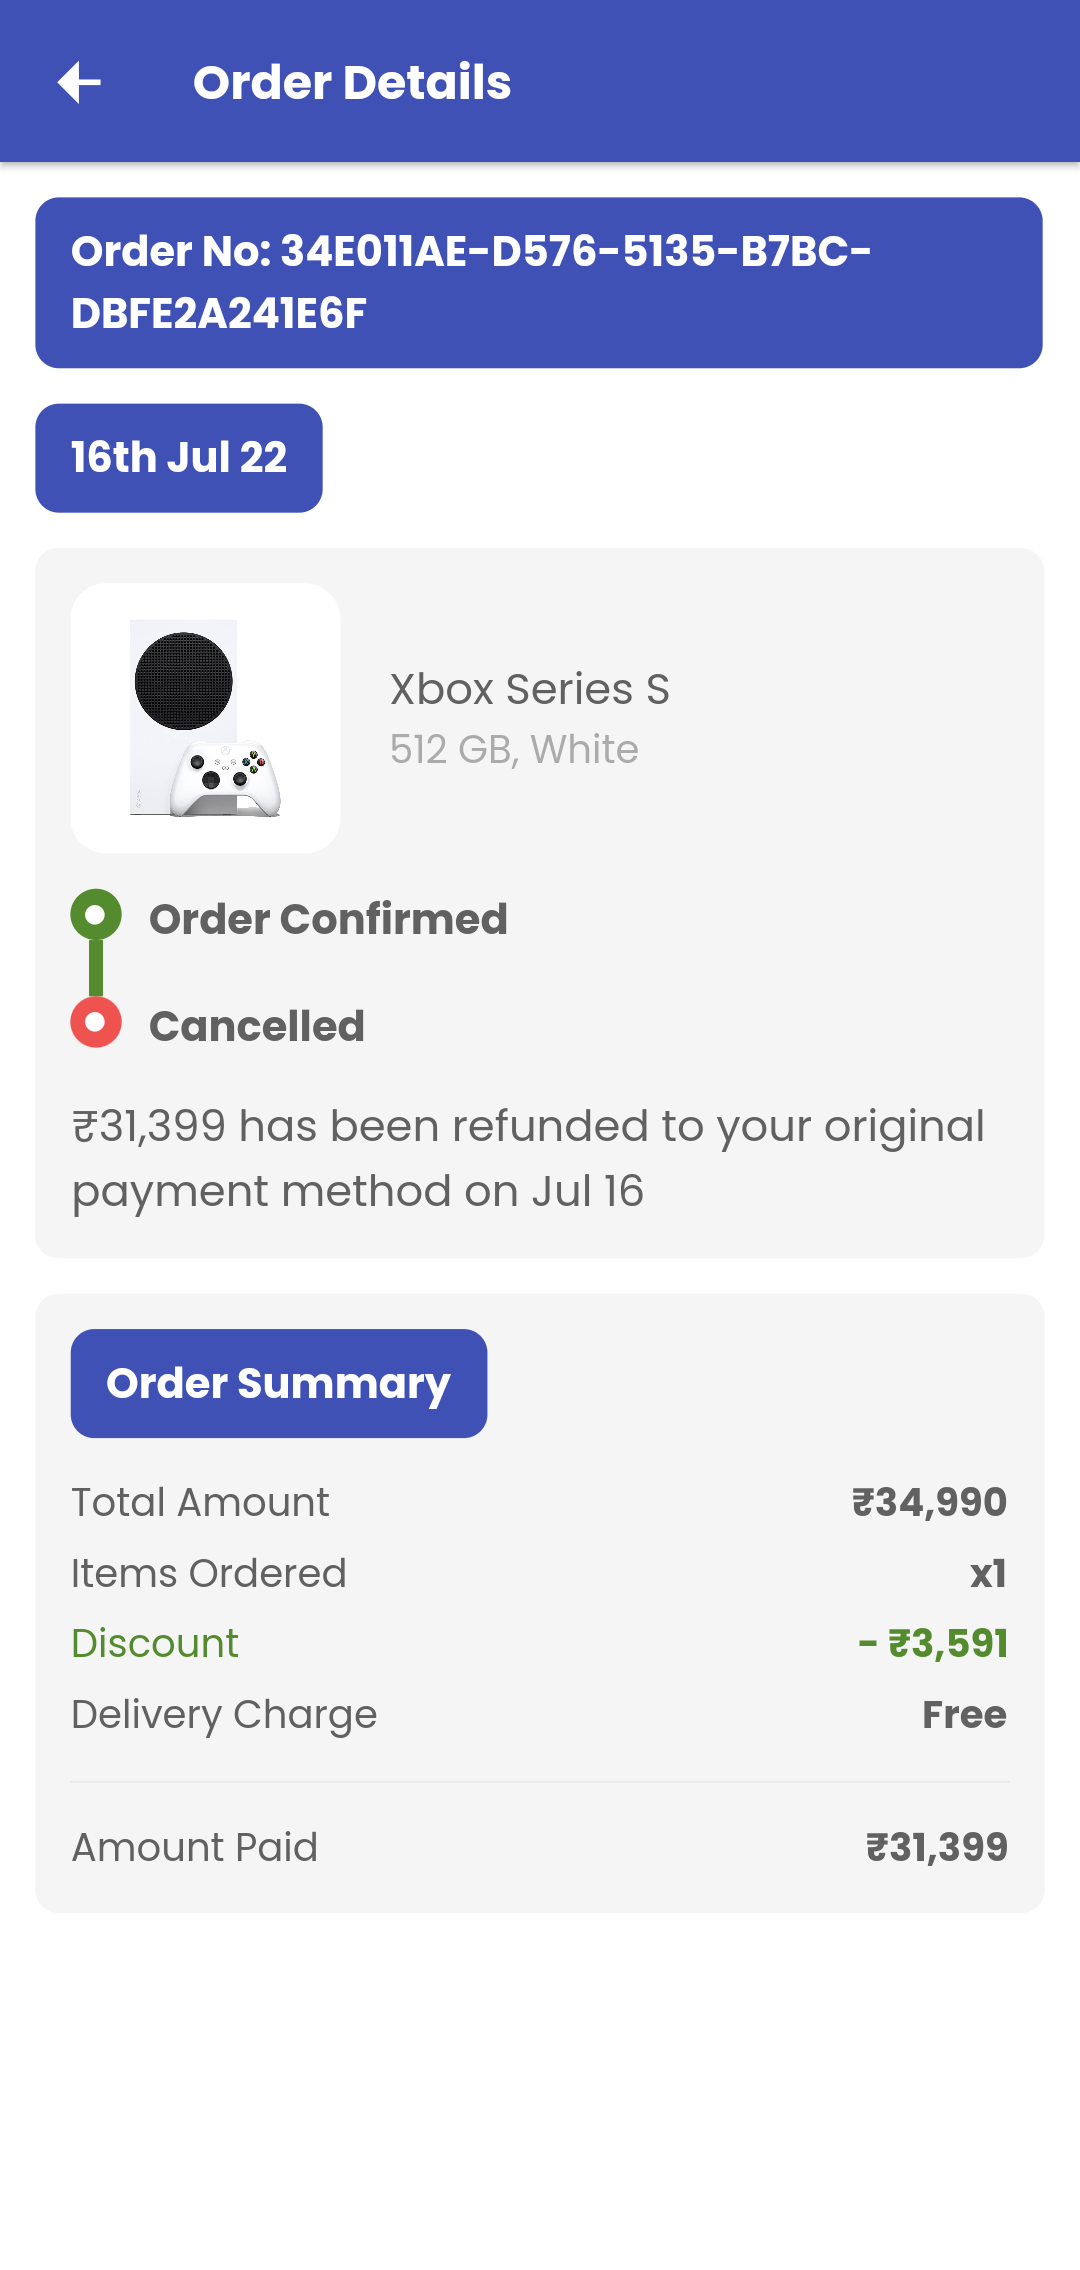 Order Details
Order No: 34E011AE-D576-5135-B7BC-
DBFE2A241E6F
16th Jul 22
Xbox Series S
512 GB, White
Order Confirmed
Cancelled
₹31,399 has been refunded to your original
payment method on Jul 16
Order Summary
Total Amount ₹34,990
Items Ordered x1
Discount - ₹3,591
Delivery Charge Free
Amount Paid ₹31,399